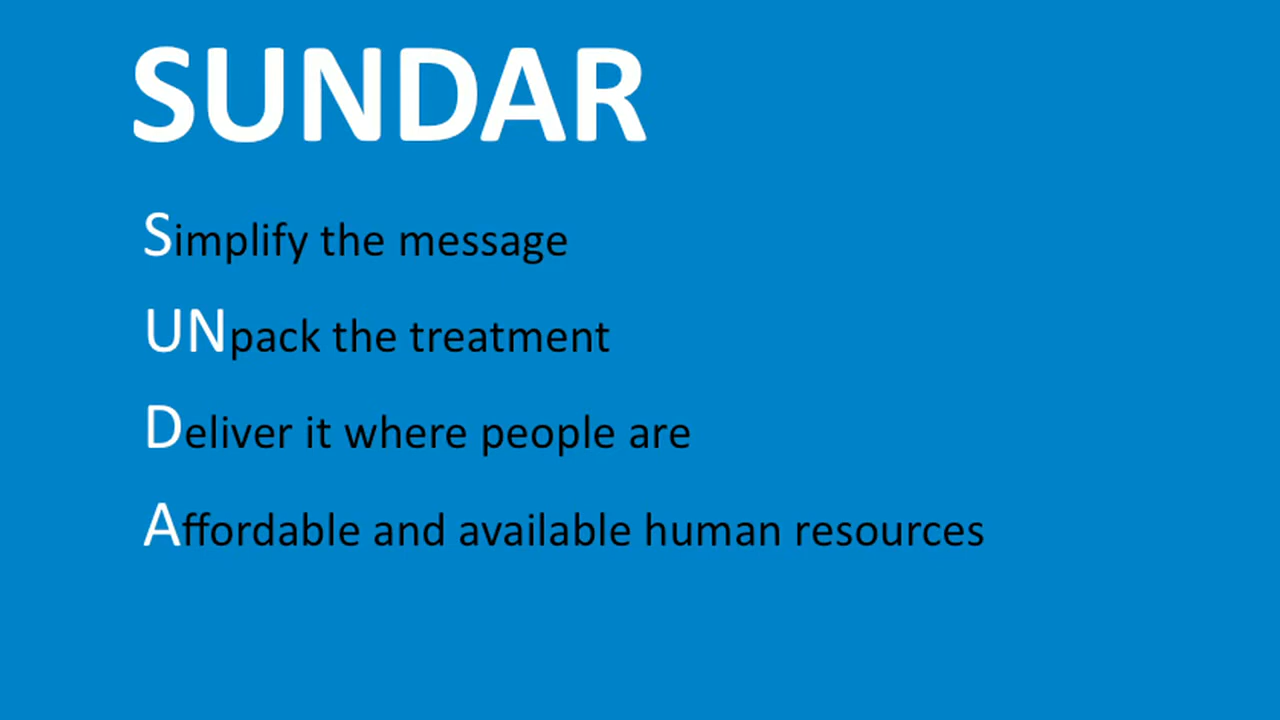 SUNDAR
Simplify the message
UNpack the treatment
Deliver it where people are
Affordable and available human resources